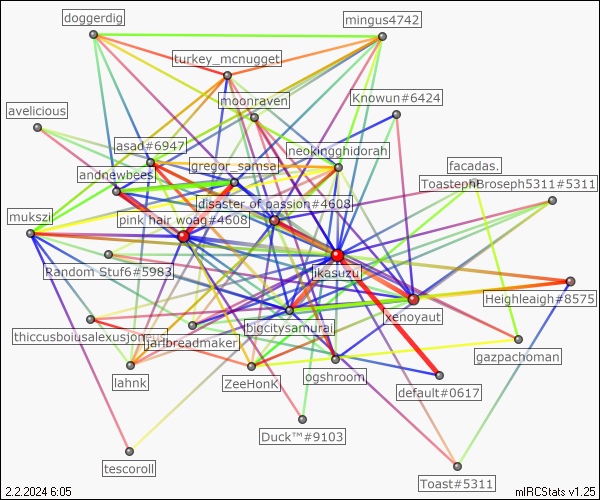 doggerdig
mingus4742
turkey_mcnugget
moonraven
Knowun#6424
avelicious
asad#6947
neokingghidorah
gregor_samsa
facadas.
andnewbees
ToastephBroseph5311#5311
disaster of passion#4608
mukszi
pink hair woag#4608
Random Stuf6#5983
jikasuzu
Heighleaigh#8575
xenoyaut
bigcitysamurai
thiccusboiusalexusjonesus
jarbreadmaker
gazpachoman
lahnk
ZeeHonK
ogshroom
default#0617
Duck™#9103
tescoroll
Toast#5311
2.2.2024 6:05
mIRCStats v1.25